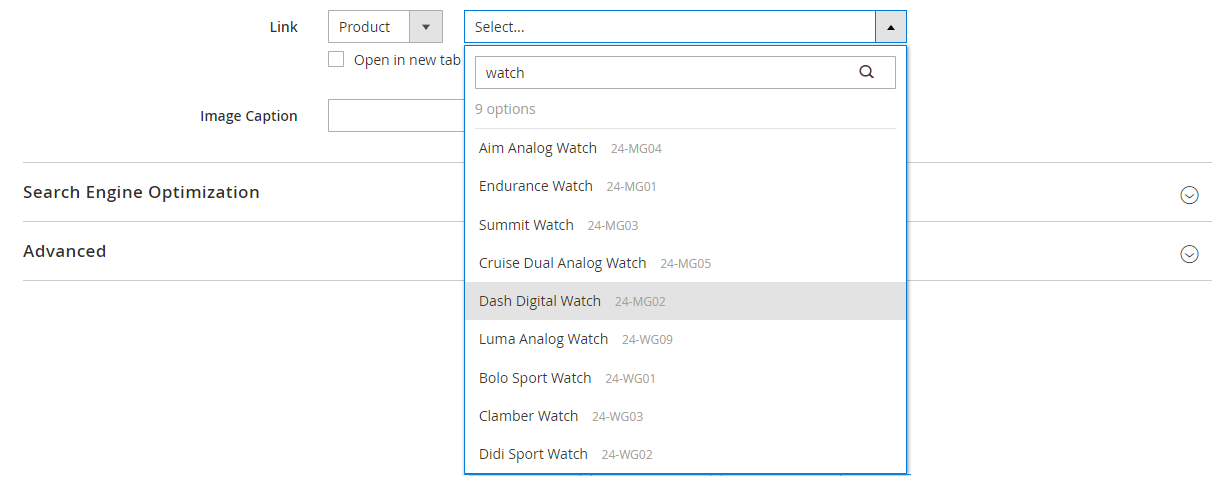 Link Product Select...
Open in new tab
watch
9 options
Image Caption
Aim Analog Watch 24-MG04
Endurance Watch 24-MG01
Search Engine Optimization
Summit Watch 24-MG03
Advanced
Cruise Dual Analog Watch 24-MG05
Dash Digital Watch 24-MG02
Luma Analog Watch 24-WG09
Bolo Sport Watch 24-WG01
Clamber Watch 24-WG03
Didi Sport Watch 24-WG02